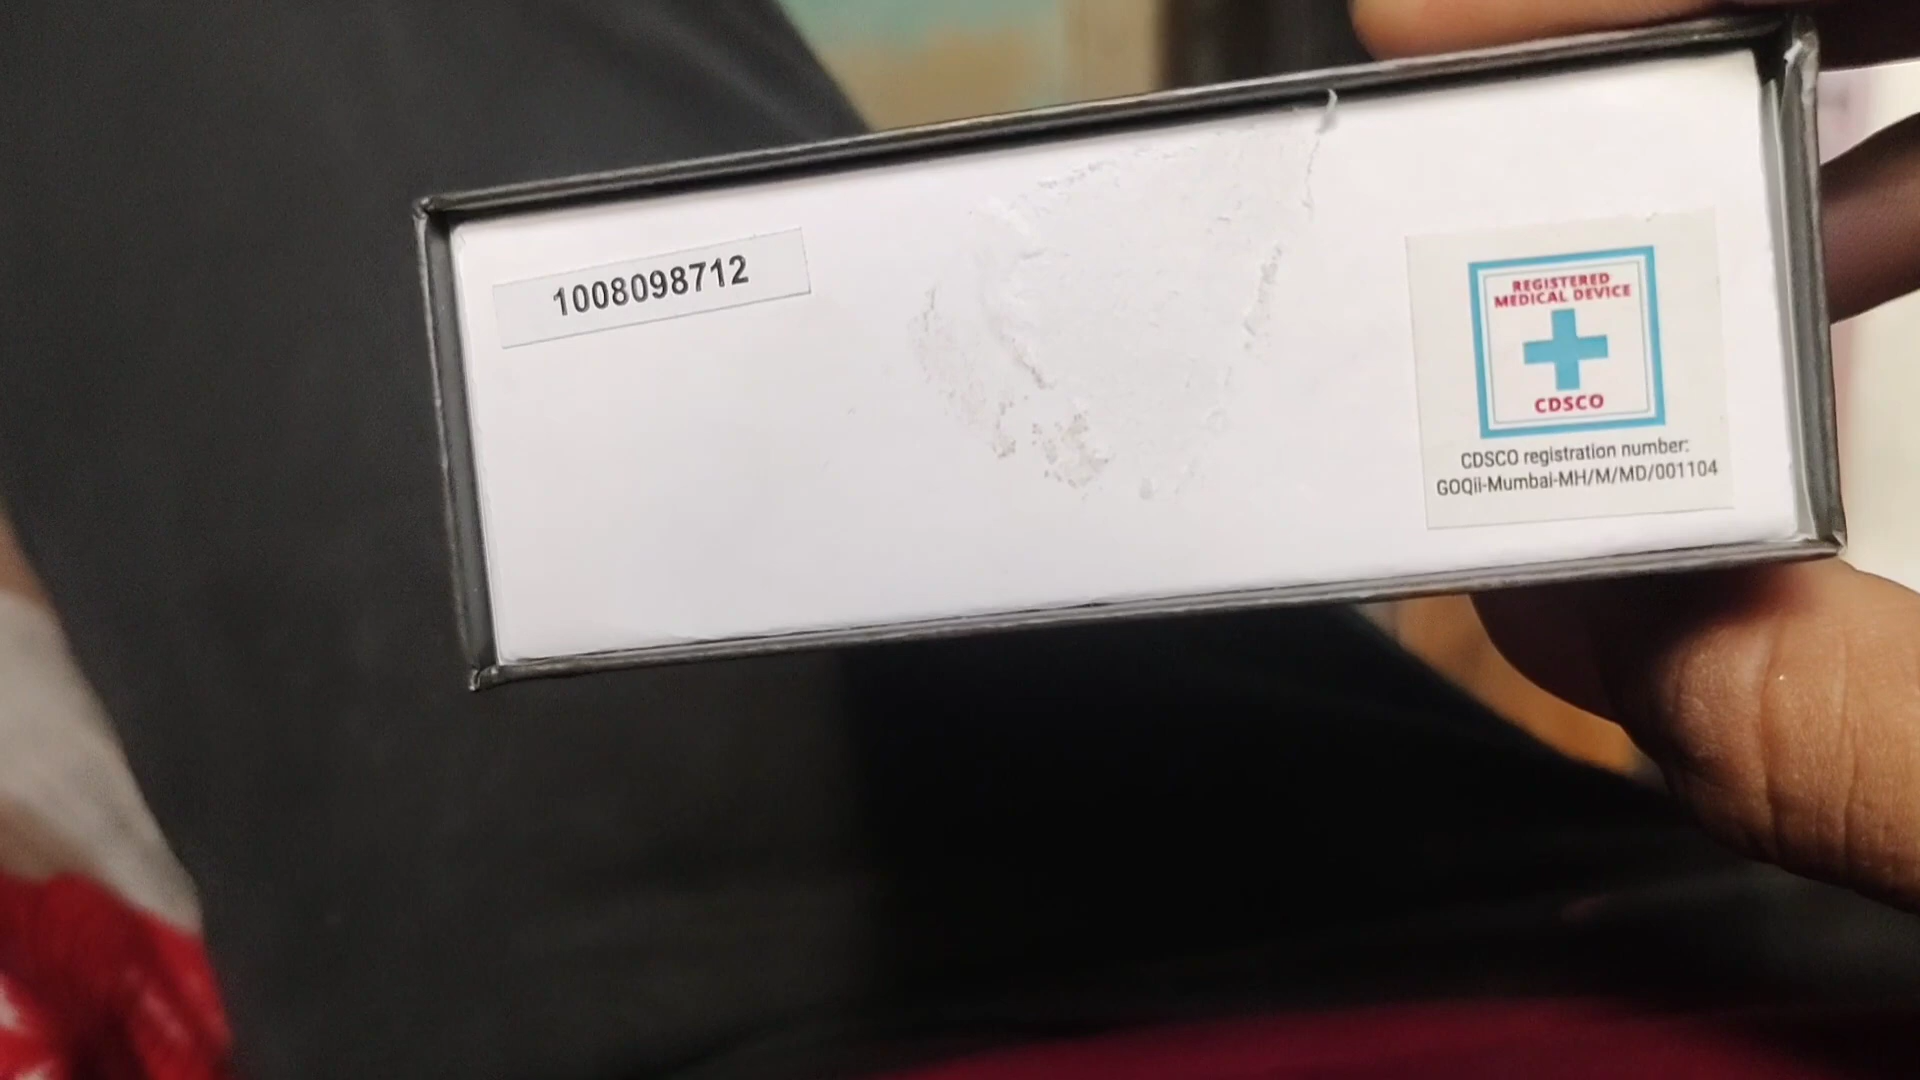 1008098712
REGISTERED
MEDICAL DEVICE
CDSCO
CDSCO registration number:
GOQii-Mumbai-MH/M/MD/001104